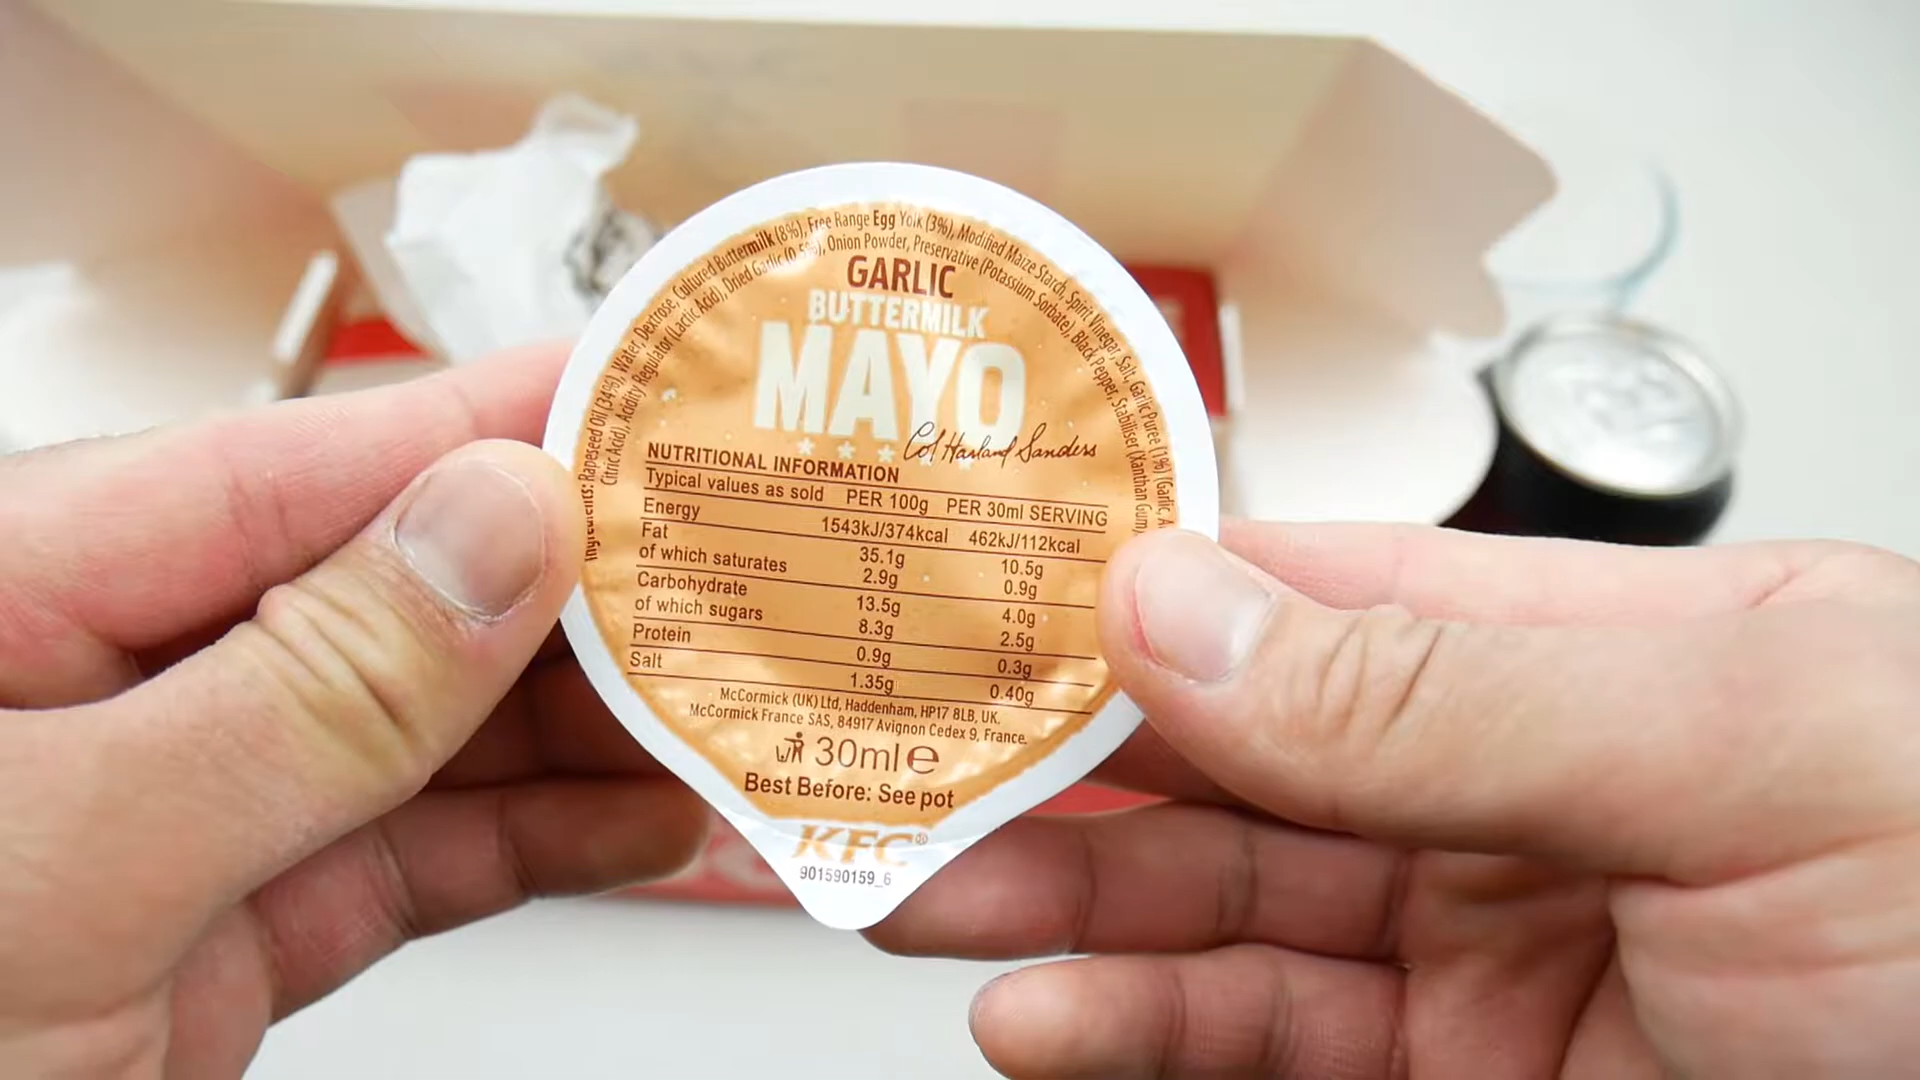 Ingredients: Rapeseed Oil (34%), Water, Dextrose, Cultured Buttermilk (8%), Free Range Egg Yolk (3%), Modified Maize Starch, Spirit Vinegar, Salt, Garlic Puree (1%) (Garlic,
Citric Acid), Acidity Regulator (Lactic Acid), Dried Garlic (0.5%), Onion Powder, Preservative (Potassium Sorbate), Black Pepper, Stabiliser (Xanthan Gum)
GARLIC
BUTTERMILK
MAYO
Col Harland Sanders
NUTRITIONAL INFORMATION
Typical values as sold PER 100g PER 30ml SERVING
Energy 1543kJ/374kcal 462kJ/112kcal
Fat 35.1g 10.5g
of which saturates 2.9g 0.9g
Carbohydrate 13.5g 4.0g
of which sugars 8.3g 2.5g
Protein 0.9g 0.3g
Salt 1.35g 0.40g
McCormick (UK) Ltd, Haddenham, HP17 8LB, UK.
McCormick France SAS, 84917 Avignon Cedex 9, France.
30ml e
Best Before: See pot
KFC®
901590159_6